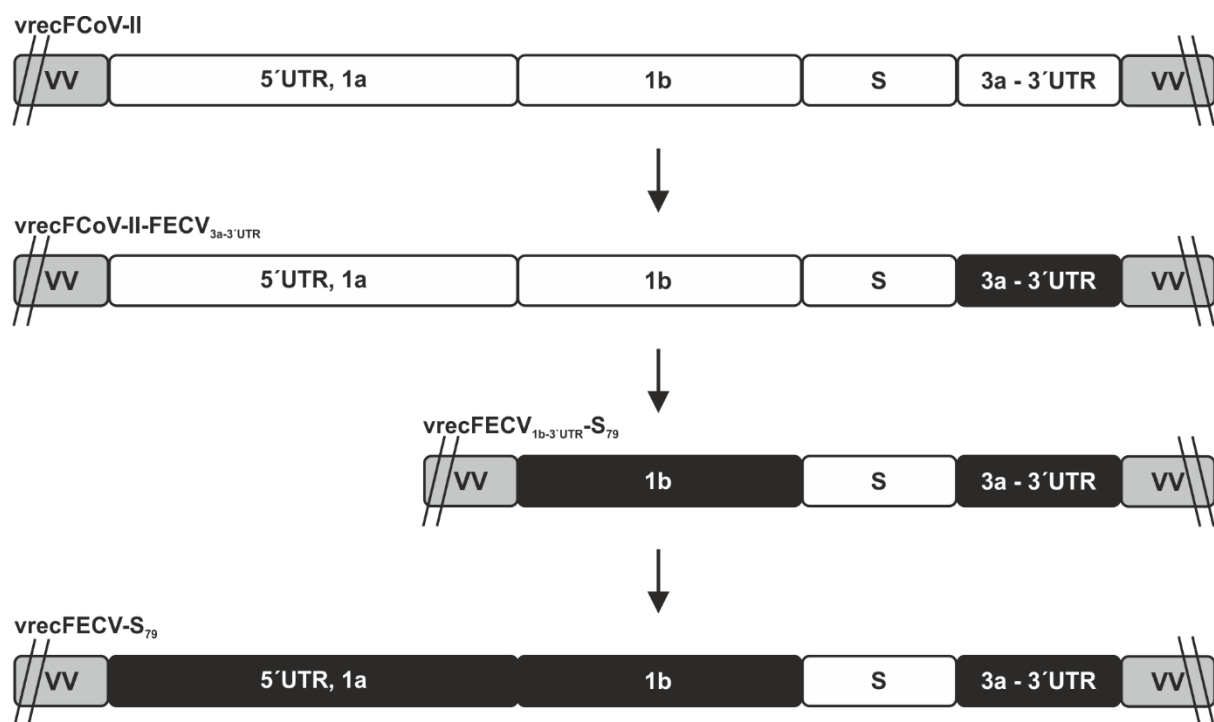 vrecFCoV-II
VV 5´UTR, 1a 1b S 3a - 3´UTR VV
vrecFCoV-II-FECV3a-3´UTR
VV 5´UTR, 1a 1b S 3a - 3´UTR VV
vrecFECV1b-3´UTR-S79
VV 1b S 3a - 3´UTR VV
vrecFECV-S79
VV 5´UTR, 1a 1b S 3a - 3´UTR VV